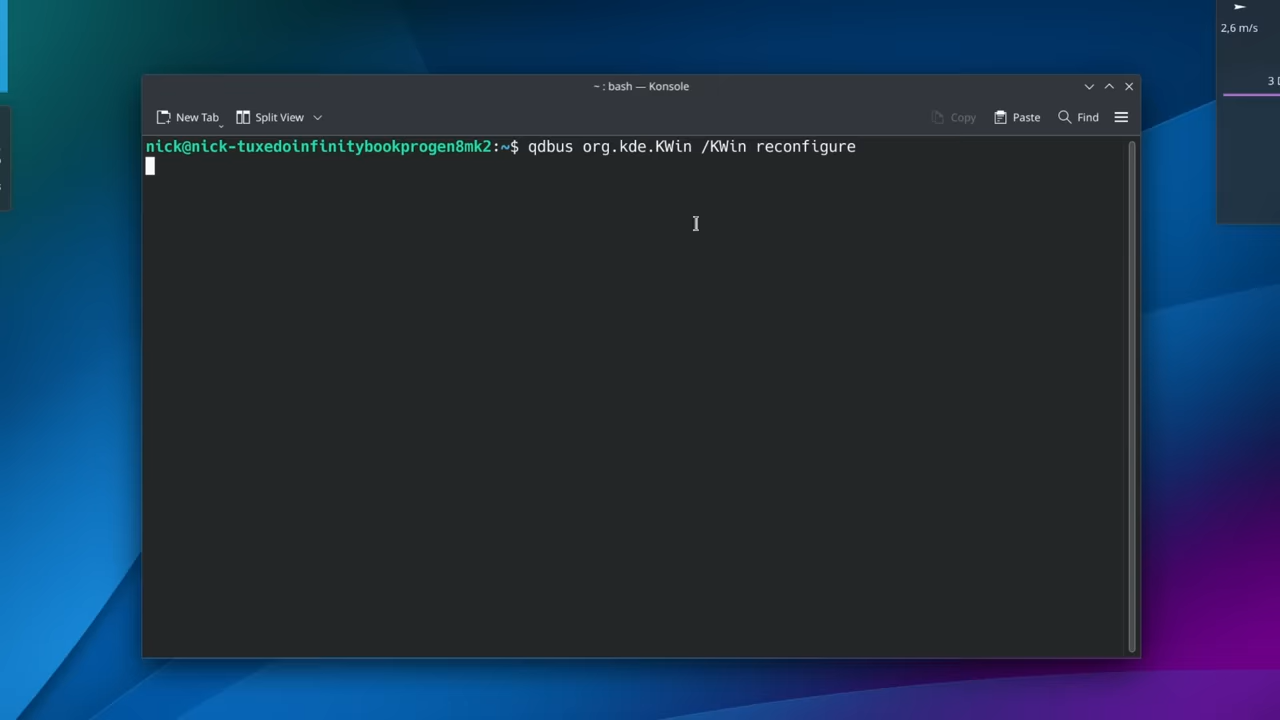 2,6 m/s
~ : bash — Konsole
New Tab Split View Copy Paste Find
nick@nick-tuxedoinfinitybookprogen8mk2:~$ qdbus org.kde.KWin /KWin reconfigure